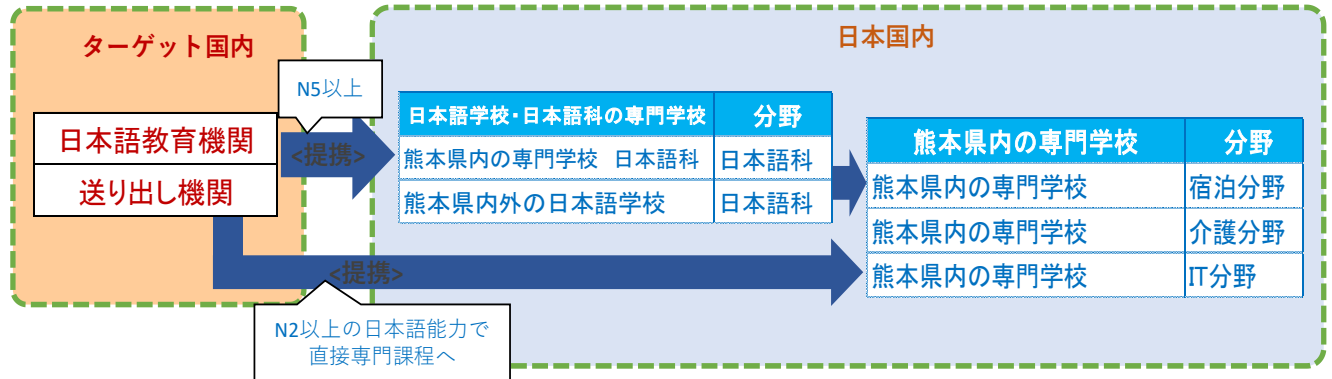 ターゲット国内
日本国内
N5以上
日本語教育機関
送り出し機関
<提携>
日本語学校・日本語科の専門学校 分野
熊本県内の専門学校 日本語科 日本語科
熊本県内外の日本語学校 日本語科
熊本県内の専門学校 分野
熊本県内の専門学校 宿泊分野
熊本県内の専門学校 介護分野
熊本県内の専門学校 IT分野
<提携>
N2以上の日本語能力で
直接専門課程へ